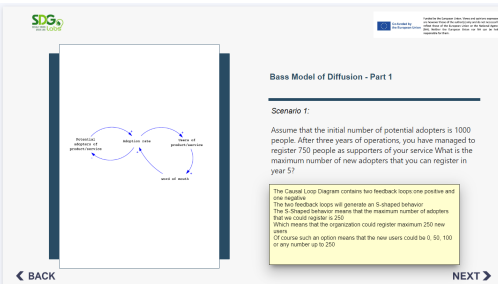 SDG
Labs
Co-funded by
the European Union
Bass Model of Diffusion - Part 1
Scenario 1:
Assume that the initial number of potential adopters is 1000
people. After three years of operations, you have managed to
register 750 people as supporters of your service What is the
maximum number of new adopters that you can register in
year 5?
Potential
adopters of
product/service
Adoption rate
Users of
product/service
word of mouth
The Causal Loop Diagram contains two feedback loops one positive and
one negative
The two feedback loops will generate an S-shaped behavior
The S-Shaped behavior means that the maximum number of adopters
that we could register is 250
Which means that the organization could register maximum 250 new
users
Of course such an option means that the new users could be 0, 50, 100
or any number up to 250
BACK
NEXT